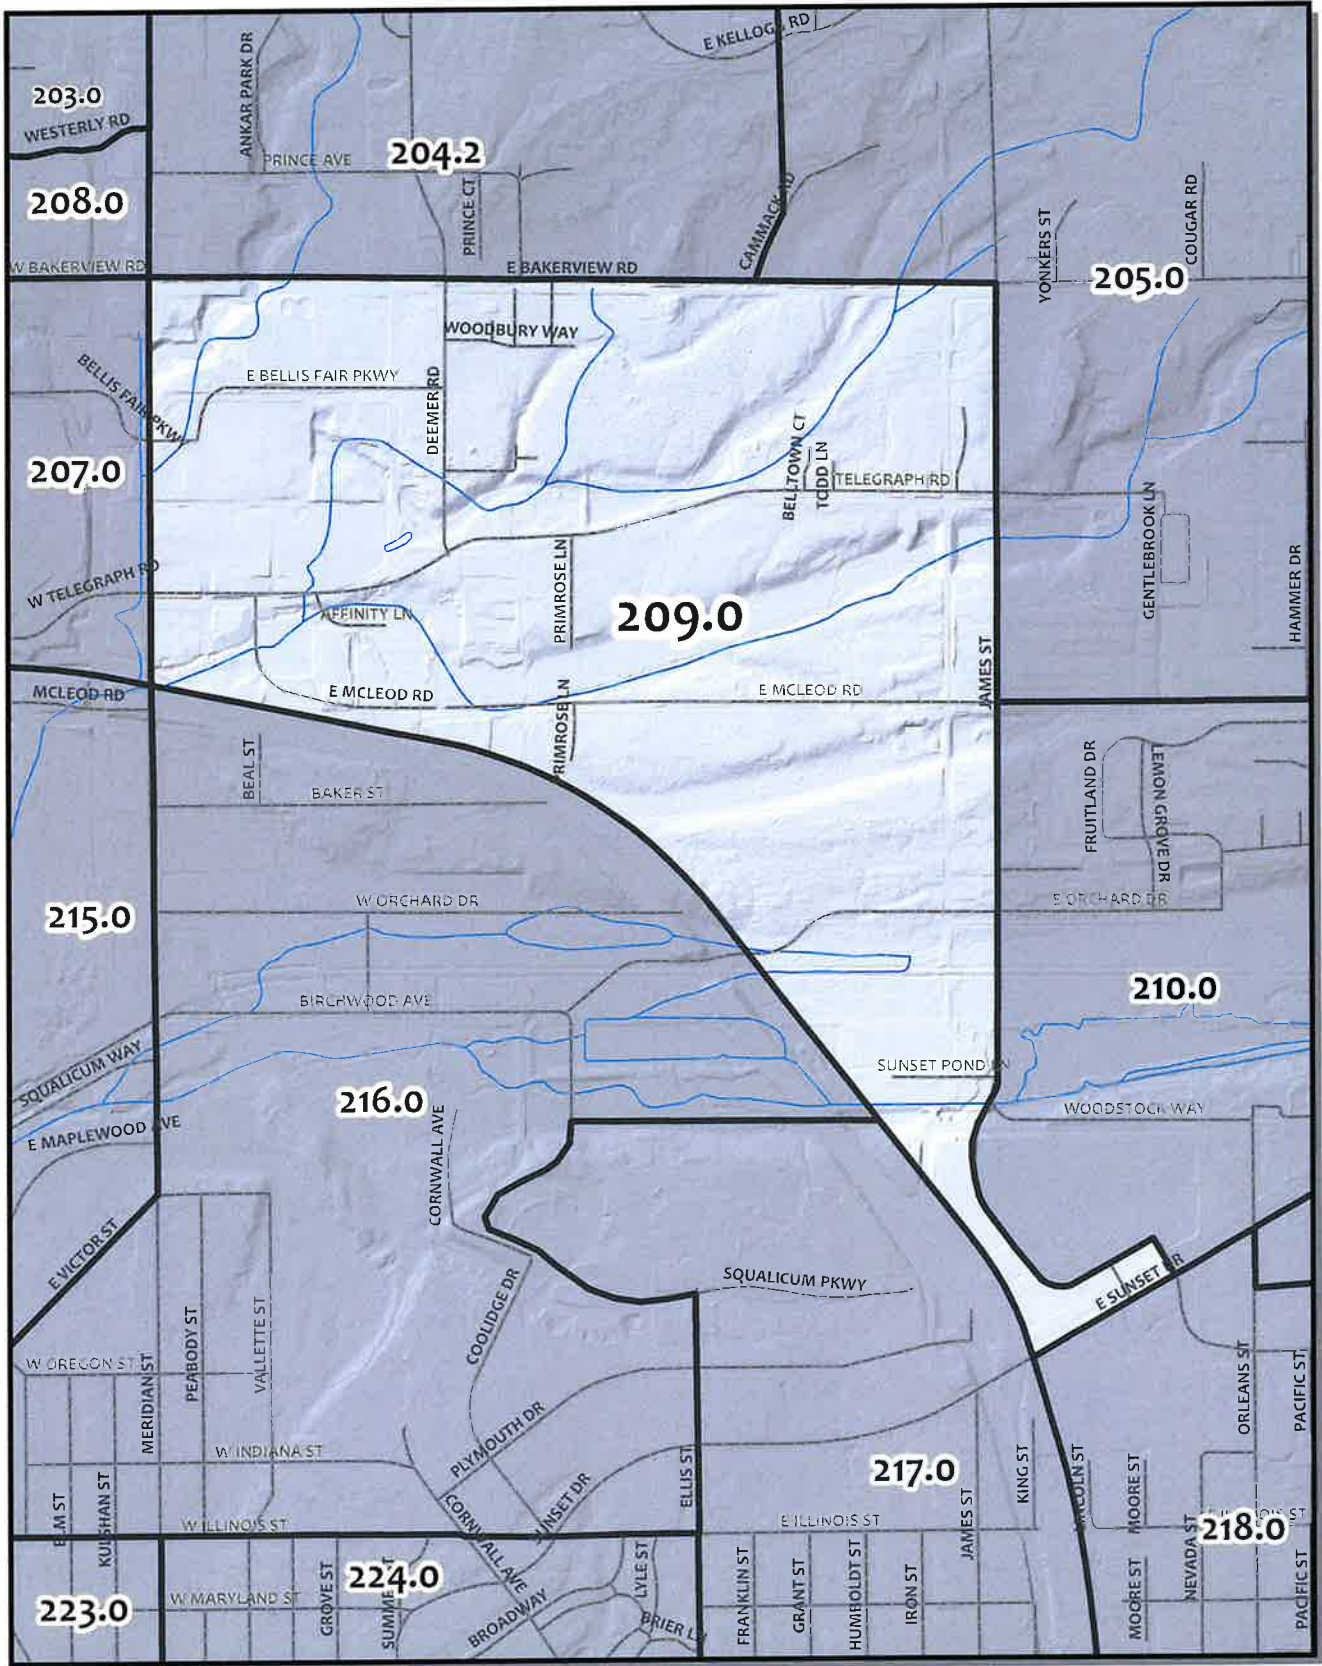 E KELLOGG RD
ANKAR PARK DR
203.0
WESTERLY RD
PRINCE AVE
204.2
PRINCE CT
CAMMACK RD
208.0
YONKERS ST
COUGAR RD
W BAKERVIEW RD
E BAKERVIEW RD
205.0
WOODBURY WAY
BELLIS FAIR PKWY
E BELLIS FAIR PKWY
DEEMER RD
207.0
BELLTOWN CT
TODD LN
TELEGRAPH RD
GENTLEBROOK LN
HAMMER DR
W TELEGRAPH RD
AFFINITY LN
PRIMROSE LN
209.0
JAMES ST
MCLEOD RD
E MCLEOD RD
E MCLEOD RD
PRIMROSE LN
BEAL ST
BAKER ST
FRUITLAND DR
LEMON GROVE DR
W ORCHARD DR
E ORCHARD DR
215.0
210.0
BIRCHWOOD AVE
SQUALICUM WAY
SUNSET POND LN
216.0
CORNWALL AVE
WOODSTOCK WAY
E MAPLEWOOD AVE
E VICTOR ST
SQUALICUM PKWY
E SUNSET DR
COOLIDGE DR
PEABODY ST
VALLETTE ST
MERIDIAN ST
W OREGON ST
ORLEANS ST
PACIFIC ST
PLYMOUTH DR
W INDIANA ST
ELLIS ST
217.0
KING ST
LINCOLN ST
MOORE ST
ELM ST
KULSHAN ST
CORNWALL AVE
SUNSET DR
JAMES ST
W ILLINOIS ST
E ILLINOIS ST
E ILLINOIS ST
218.0
NEVADA ST
224.0
223.0
W MARYLAND ST
GROVE ST
LYLE ST
BROADWAY
BRIER LN
FRANKLIN ST
GRANT ST
HUMBOLDT ST
IRON ST
MOORE ST
PACIFIC ST